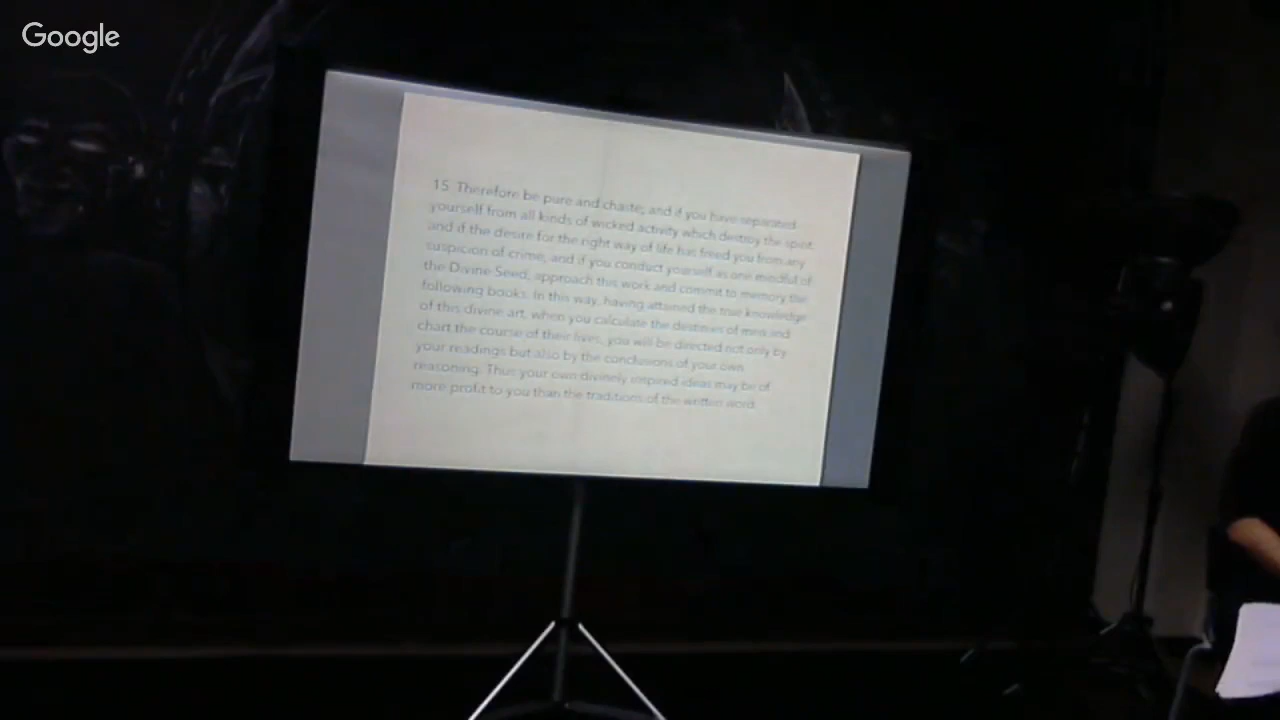 Google
15. Therefore be pure and chaste; and if you have separated
yourself from all kinds of wicked activity which destroy the spirit;
and if the desire for the right way of life has freed you from any
suspicion of crime, and if you conduct yourself as one mindful of
the Divine Seed, approach this work and commit to memory the
following books. In this way, having attained the true knowledge
of this divine art, when you calculate the destinies of men and
chart the course of their lives, you will be directed not only by
your readings but also by the conclusions of your own
reasoning. Thus your own divinely inspired ideas may be of
more profit to you than the traditions of the written word.